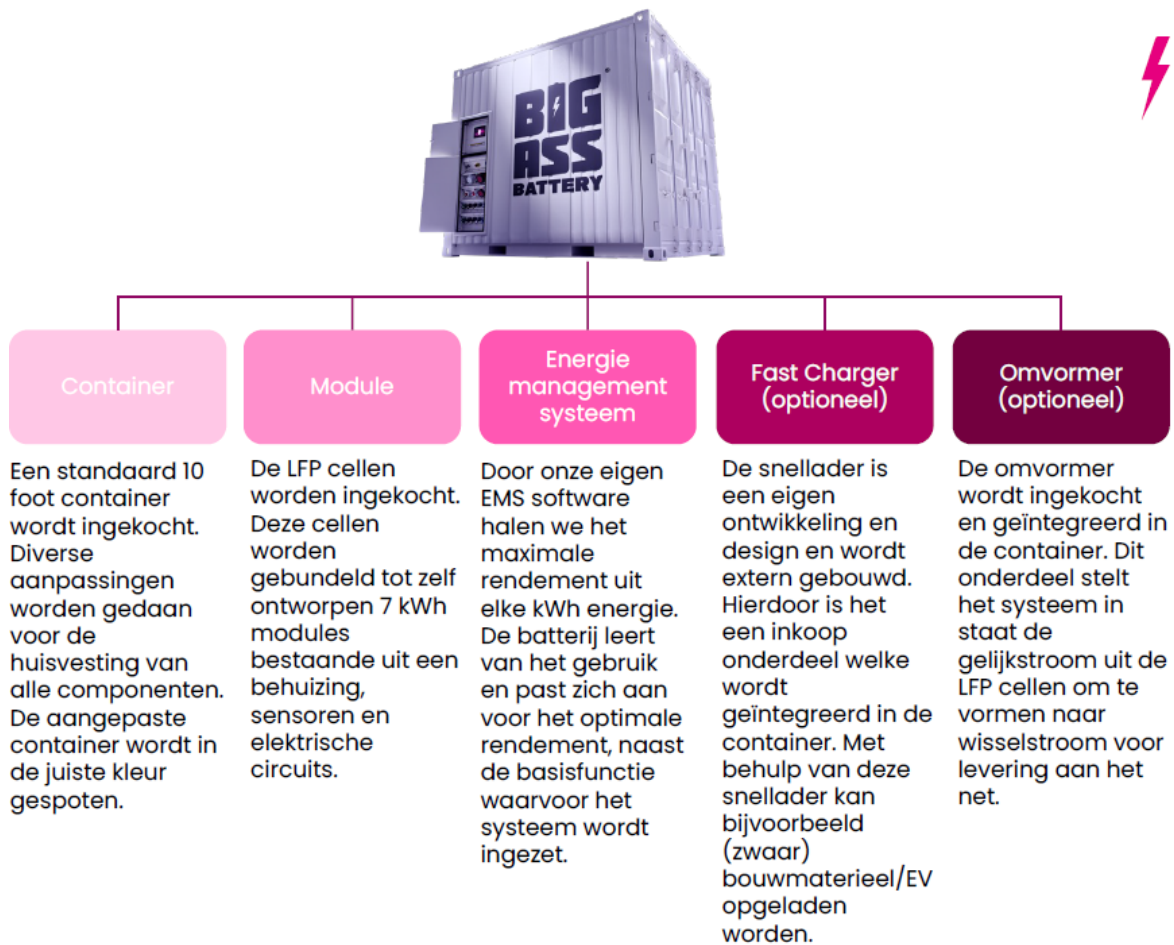 BIG
ASS
BATTERY
Container
Een standaard 10
foot container
wordt ingekocht.
Diverse
aanpassingen
worden gedaan
voor de
huisvesting van
alle componenten.
De aangepaste
container wordt in
de juiste kleur
gespoten.
Module
De LFP cellen
worden ingekocht.
Deze cellen
worden
gebundeld tot zelf
ontworpen 7 kWh
modules
bestaande uit een
behuizing,
sensoren en
elektrische
circuits.
Energie
management
systeem
Door onze eigen
EMS software
halen we het
maximale
rendement uit
elke kWh energie.
De batterij leert
van het gebruik
en past zich aan
voor het optimale
rendement, naast
de basisfunctie
waarvoor het
systeem wordt
ingezet.
Fast Charger
(optioneel)
De snellader is
een eigen
ontwikkeling en
design en wordt
extern gebouwd.
Hierdoor is het
een inkoop
onderdeel welke
wordt
geïntegreerd in de
container. Met
behulp van deze
snellader kan
bijvoorbeeld
(zwaar)
bouwmaterieel/EV
opgeladen
worden.
Omvormer
(optioneel)
De omvormer
wordt ingekocht
en geïntegreerd in
de container. Dit
onderdeel stelt
het systeem in
staat de
gelijkstroom uit de
LFP cellen om te
vormen naar
wisselstroom voor
levering aan het
net.